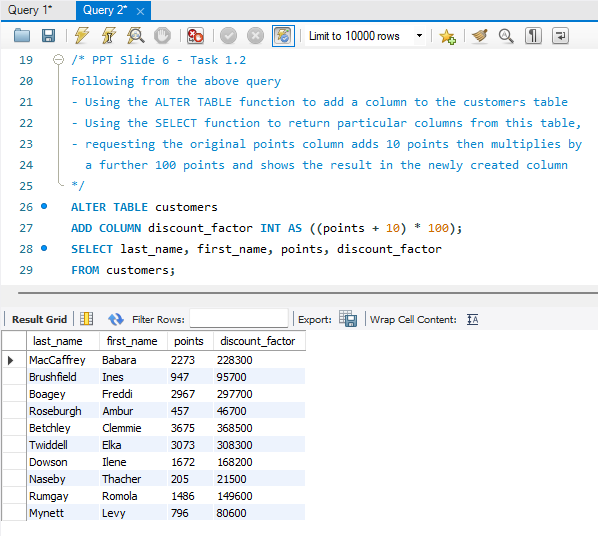 Query 1*
Query 2* ×
Limit to 10000 rows
19 /* PPT Slide 6 - Task 1.2
20 Following from the above query
21 - Using the ALTER TABLE function to add a column to the customers table
22 - Using the SELECT function to return particular columns from this table,
23 - requesting the original points column adds 10 points then multiplies by
24 a further 100 points and shows the result in the newly created column
25 */
26 ALTER TABLE customers
27 ADD COLUMN discount_factor INT AS ((points + 10) * 100);
28 SELECT last_name, first_name, points, discount_factor
29 FROM customers;
Result Grid Filter Rows: Export: Wrap Cell Content: IA
last_name first_name points discount_factor
MacCaffrey Babara 2273 228300
Brushfield Ines 947 95700
Boagey Freddi 2967 297700
Roseburgh Ambur 457 46700
Betchley Clemmie 3675 368500
Twiddell Elka 3073 308300
Dowson Ilene 1672 168200
Naseby Thacher 205 21500
Rumgay Romola 1486 149600
Mynett Levy 796 80600